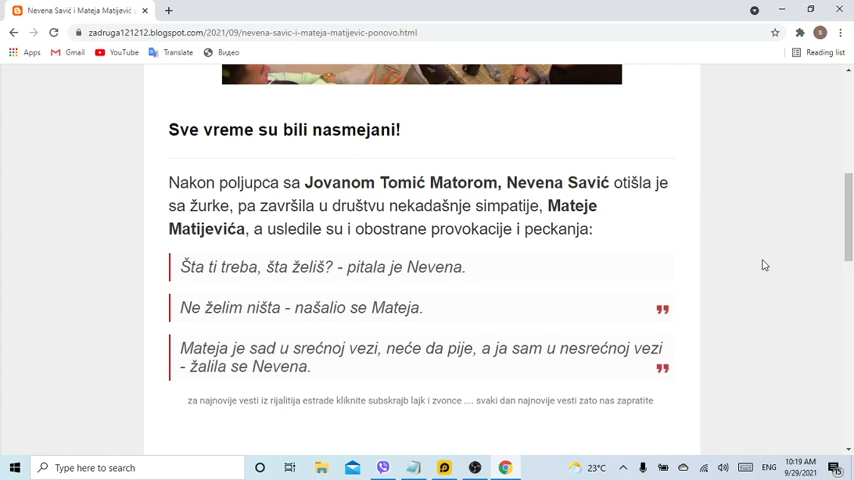 Nevena Savić i Mateja Matijević p
zadruga121212.blogspot.com/2021/09/nevena-savic-i-mateja-matijevic-ponovo.html
Apps Gmail YouTube Translate Видео Reading list
Sve vreme su bili nasmejani!
Nakon poljupca sa Jovanom Tomić Matorom, Nevena Savić otišla je
sa žurke, pa završila u društvu nekadašnje simpatije, Mateje
Matijevića, a usledile su i obostrane provokacije i peckanja:
Šta ti treba, šta želiš? - pitala je Nevena.
Ne želim ništa - našalio se Mateja.
Mateja je sad u srećnoj vezi, neće da pije, a ja sam u nesrećnoj vezi
- žalila se Nevena.
za najnovije vesti iz rijalitija estrade kliknite subskrajb lajk i zvonce .... svaki dan najnovije vesti zato nas zapratite
Type here to search
23°C
ENG
10:19 AM
9/29/2021
15